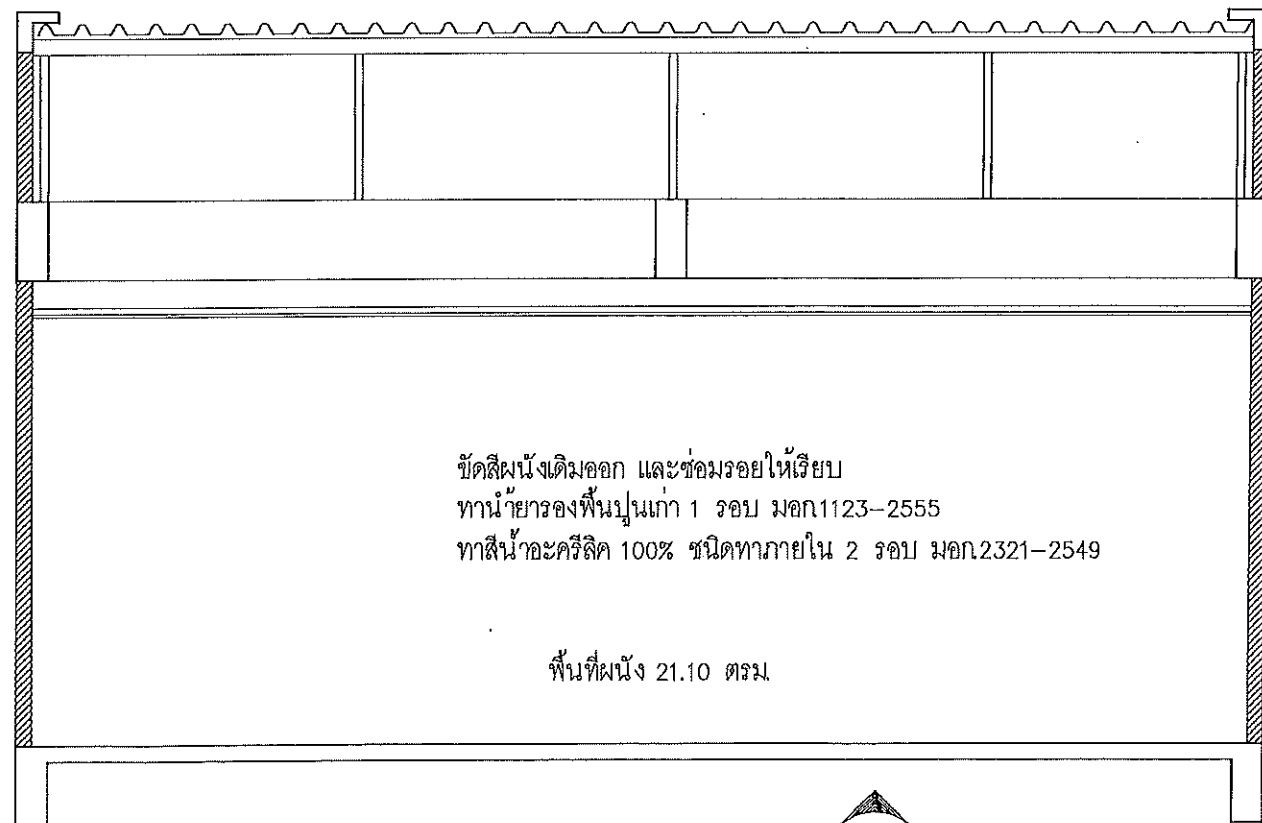 ขัดสีผนังเดิมออก และซ่อมรอยให้เรียบ
ทาน้ำยารองพื้นปูนเก่า 1 รอบ มอก.1123-2555
ทาสีน้ำอะครีลิค 100% ชนิดทาภายใน 2 รอบ มอก.2321-2549
พื้นที่ผนัง 21.10 ตรม.